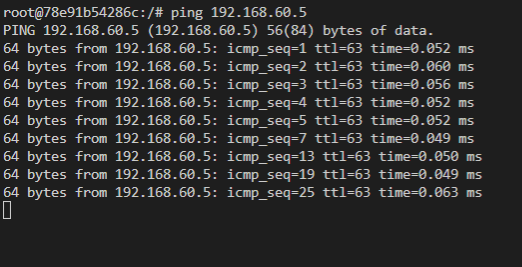 root@78e91b54286c:/# ping 192.168.60.5
PING 192.168.60.5 (192.168.60.5) 56(84) bytes of data.
64 bytes from 192.168.60.5: icmp_seq=1 ttl=63 time=0.052 ms
64 bytes from 192.168.60.5: icmp_seq=2 ttl=63 time=0.060 ms
64 bytes from 192.168.60.5: icmp_seq=3 ttl=63 time=0.056 ms
64 bytes from 192.168.60.5: icmp_seq=4 ttl=63 time=0.052 ms
64 bytes from 192.168.60.5: icmp_seq=5 ttl=63 time=0.052 ms
64 bytes from 192.168.60.5: icmp_seq=7 ttl=63 time=0.049 ms
64 bytes from 192.168.60.5: icmp_seq=13 ttl=63 time=0.050 ms
64 bytes from 192.168.60.5: icmp_seq=19 ttl=63 time=0.049 ms
64 bytes from 192.168.60.5: icmp_seq=25 ttl=63 time=0.063 ms